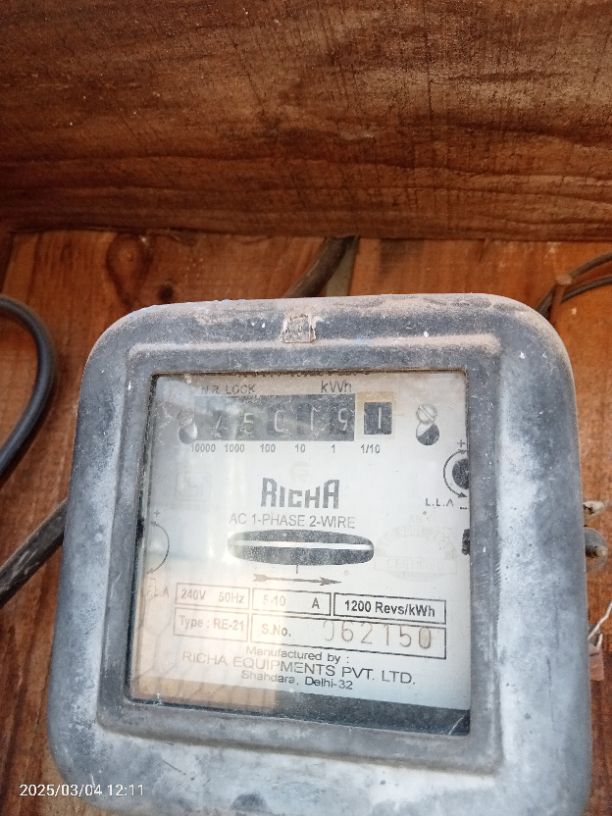 N.R. LOCK kWh
750191
10000 1000 100 10 1 1/10
RICHA
AC 1-PHASE 2-WIRE
L.L.A
240V 50Hz 5-10 A 1200 Revs/kWh
Type : RE-21 S.No. 062150
Manufactured by :
RICHA EQUIPMENTS PVT. LTD.
Shahdara, Delhi-32
2025/03/04 12:11